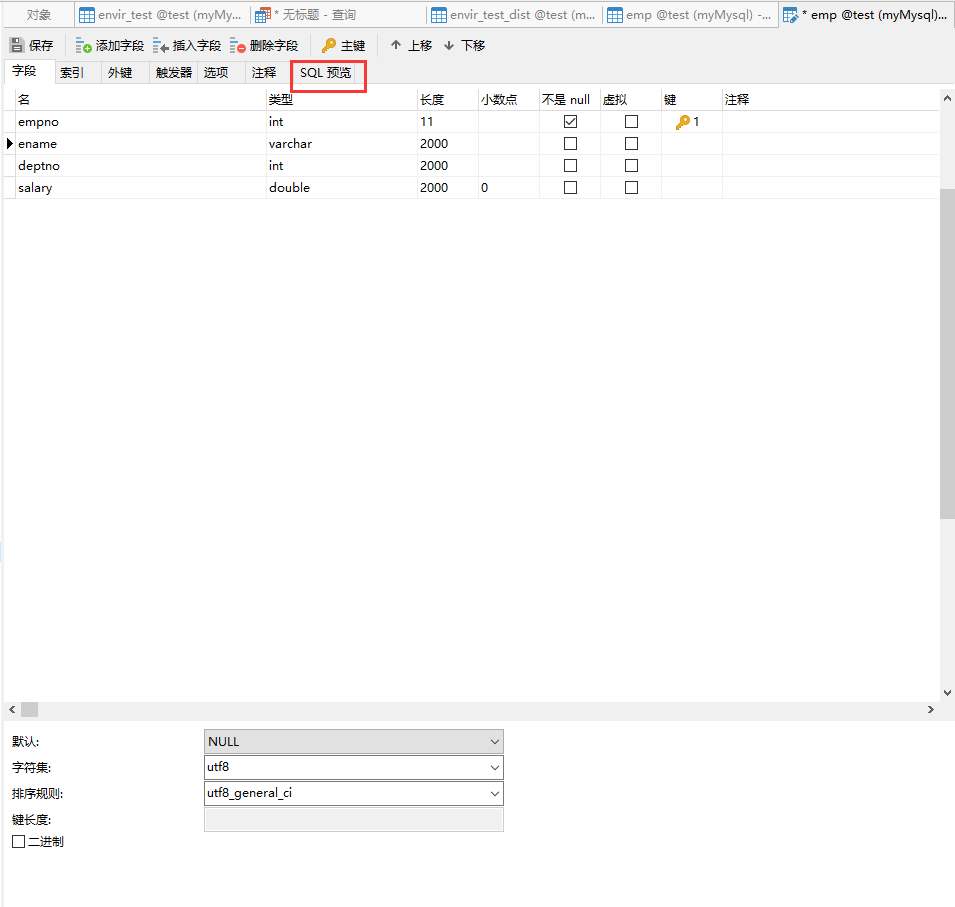 对象 envir_test @test (myMy... * 无标题 - 查询 envir_test_dist @test (m... emp @test (myMysql) -... * emp @test (myMysql)...
保存 添加字段 插入字段 删除字段 主键 上移 下移
字段 索引 外键 触发器 选项 注释 SQL 预览
名 类型 长度 小数点 不是 null 虚拟 键 注释
empno int 11 1
ename varchar 2000
deptno int 2000
salary double 2000 0
默认: NULL
字符集: utf8
排序规则: utf8_general_ci
键长度:
二进制